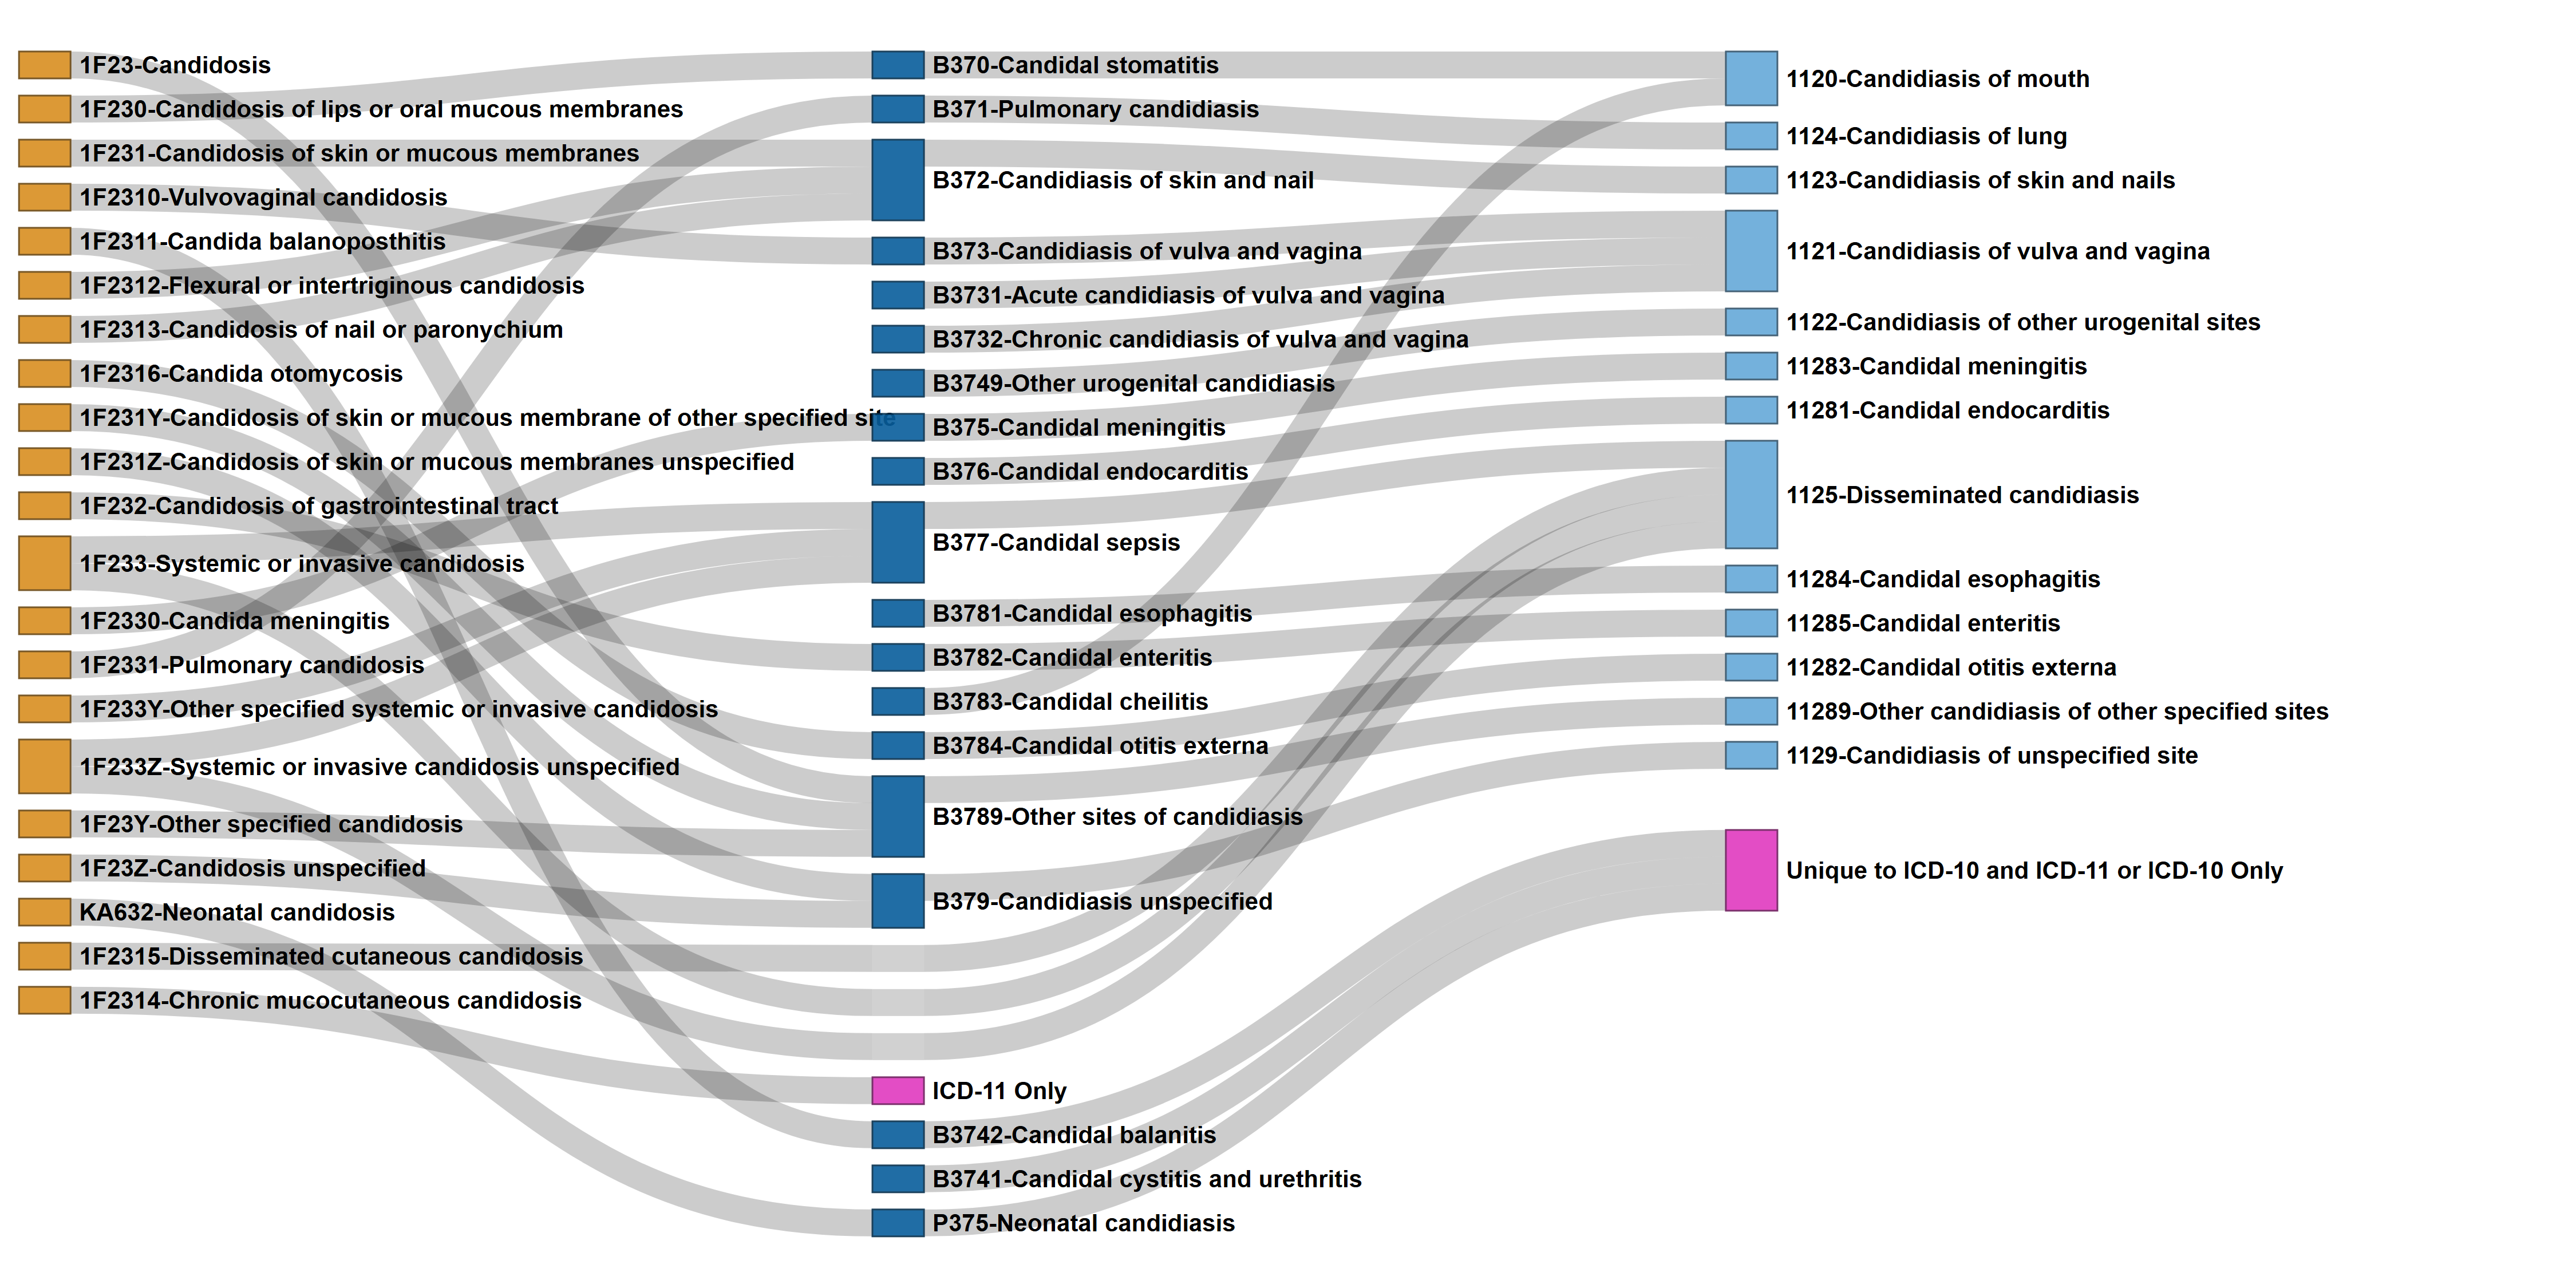 1F23-Candidosis
1F230-Candidosis of lips or oral mucous membranes
1F231-Candidosis of skin or mucous membranes
1F2310-Vulvovaginal candidosis
1F2311-Candida balanoposthitis
1F2312-Flexural or intertriginous candidosis
1F2313-Candidosis of nail or paronychium
1F2316-Candida otomycosis
1F231Y-Candidosis of skin or mucous membrane of other specified site
1F231Z-Candidosis of skin or mucous membranes unspecified
1F232-Candidosis of gastrointestinal tract
1F233-Systemic or invasive candidosis
1F2330-Candida meningitis
1F2331-Pulmonary candidosis
1F233Y-Other specified systemic or invasive candidosis
1F233Z-Systemic or invasive candidosis unspecified
1F23Y-Other specified candidosis
1F23Z-Candidosis unspecified
KA632-Neonatal candidosis
1F2315-Disseminated cutaneous candidosis
1F2314-Chronic mucocutaneous candidosis
B370-Candidal stomatitis
B371-Pulmonary candidiasis
B372-Candidiasis of skin and nail
B373-Candidiasis of vulva and vagina
B3731-Acute candidiasis of vulva and vagina
B3732-Chronic candidiasis of vulva and vagina
B3749-Other urogenital candidiasis
B375-Candidal meningitis
B376-Candidal endocarditis
B377-Candidal sepsis
B3781-Candidal esophagitis
B3782-Candidal enteritis
B3783-Candidal cheilitis
B3784-Candidal otitis externa
B3789-Other sites of candidiasis
B379-Candidiasis unspecified
ICD-11 Only
B3742-Candidal balanitis
B3741-Candidal cystitis and urethritis
P375-Neonatal candidiasis
1120-Candidiasis of mouth
1124-Candidiasis of lung
1123-Candidiasis of skin and nails
1121-Candidiasis of vulva and vagina
1122-Candidiasis of other urogenital sites
11283-Candidal meningitis
11281-Candidal endocarditis
1125-Disseminated candidiasis
11284-Candidal esophagitis
11285-Candidal enteritis
11282-Candidal otitis externa
11289-Other candidiasis of other specified sites
1129-Candidiasis of unspecified site
Unique to ICD-10 and ICD-11 or ICD-10 Only